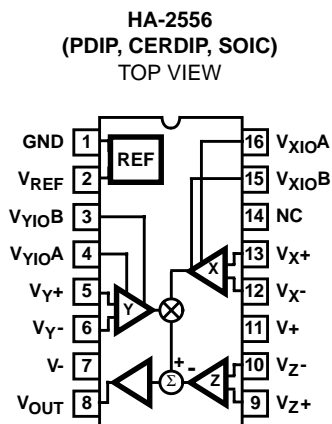 HA-2556
(PDIP, CERDIP, SOIC)
TOP VIEW
GND 1 REF 16 VXIOA
VREF 2 15 VXIOB
VYIOB 3 14 NC
VYIOA 4 X 13 VX+
VY+ 5 Y 12 VX-
VY- 6 11 V+
V- 7 + - Z 10 VZ-
VOUT 8 Σ 9 VZ+